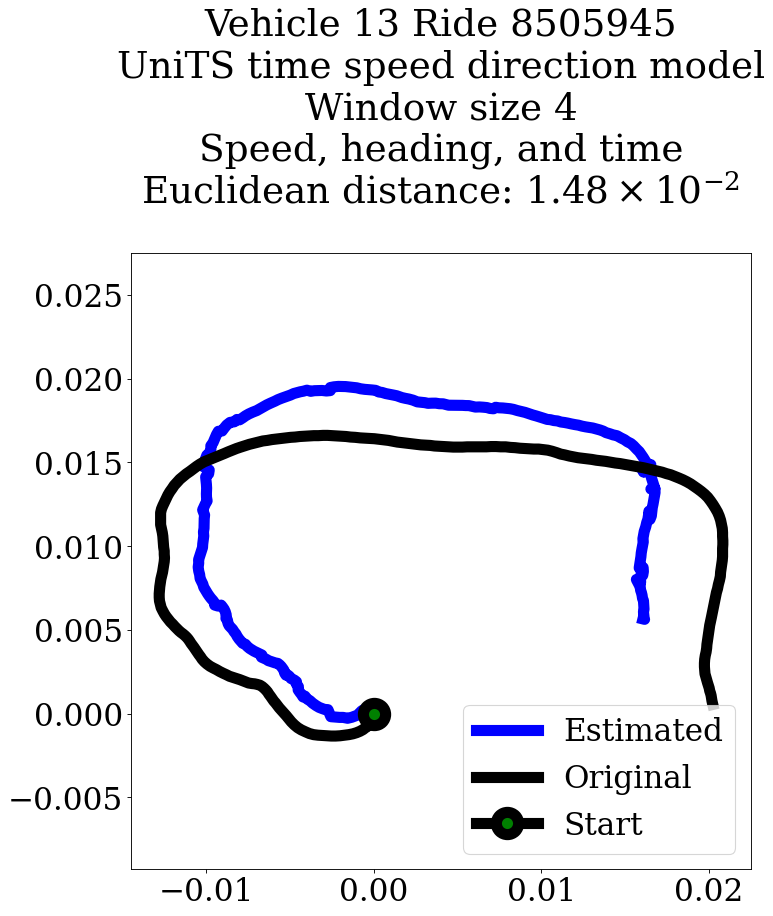 Vehicle 13 Ride 8505945
UniTS time speed direction model
Window size 4
Speed, heading, and time
Euclidean distance: 1.48 × 10⁻²
0.025
0.020
0.015
0.010
0.005
0.000
−0.005
−0.01 0.00 0.01 0.02
Estimated
Original
Start